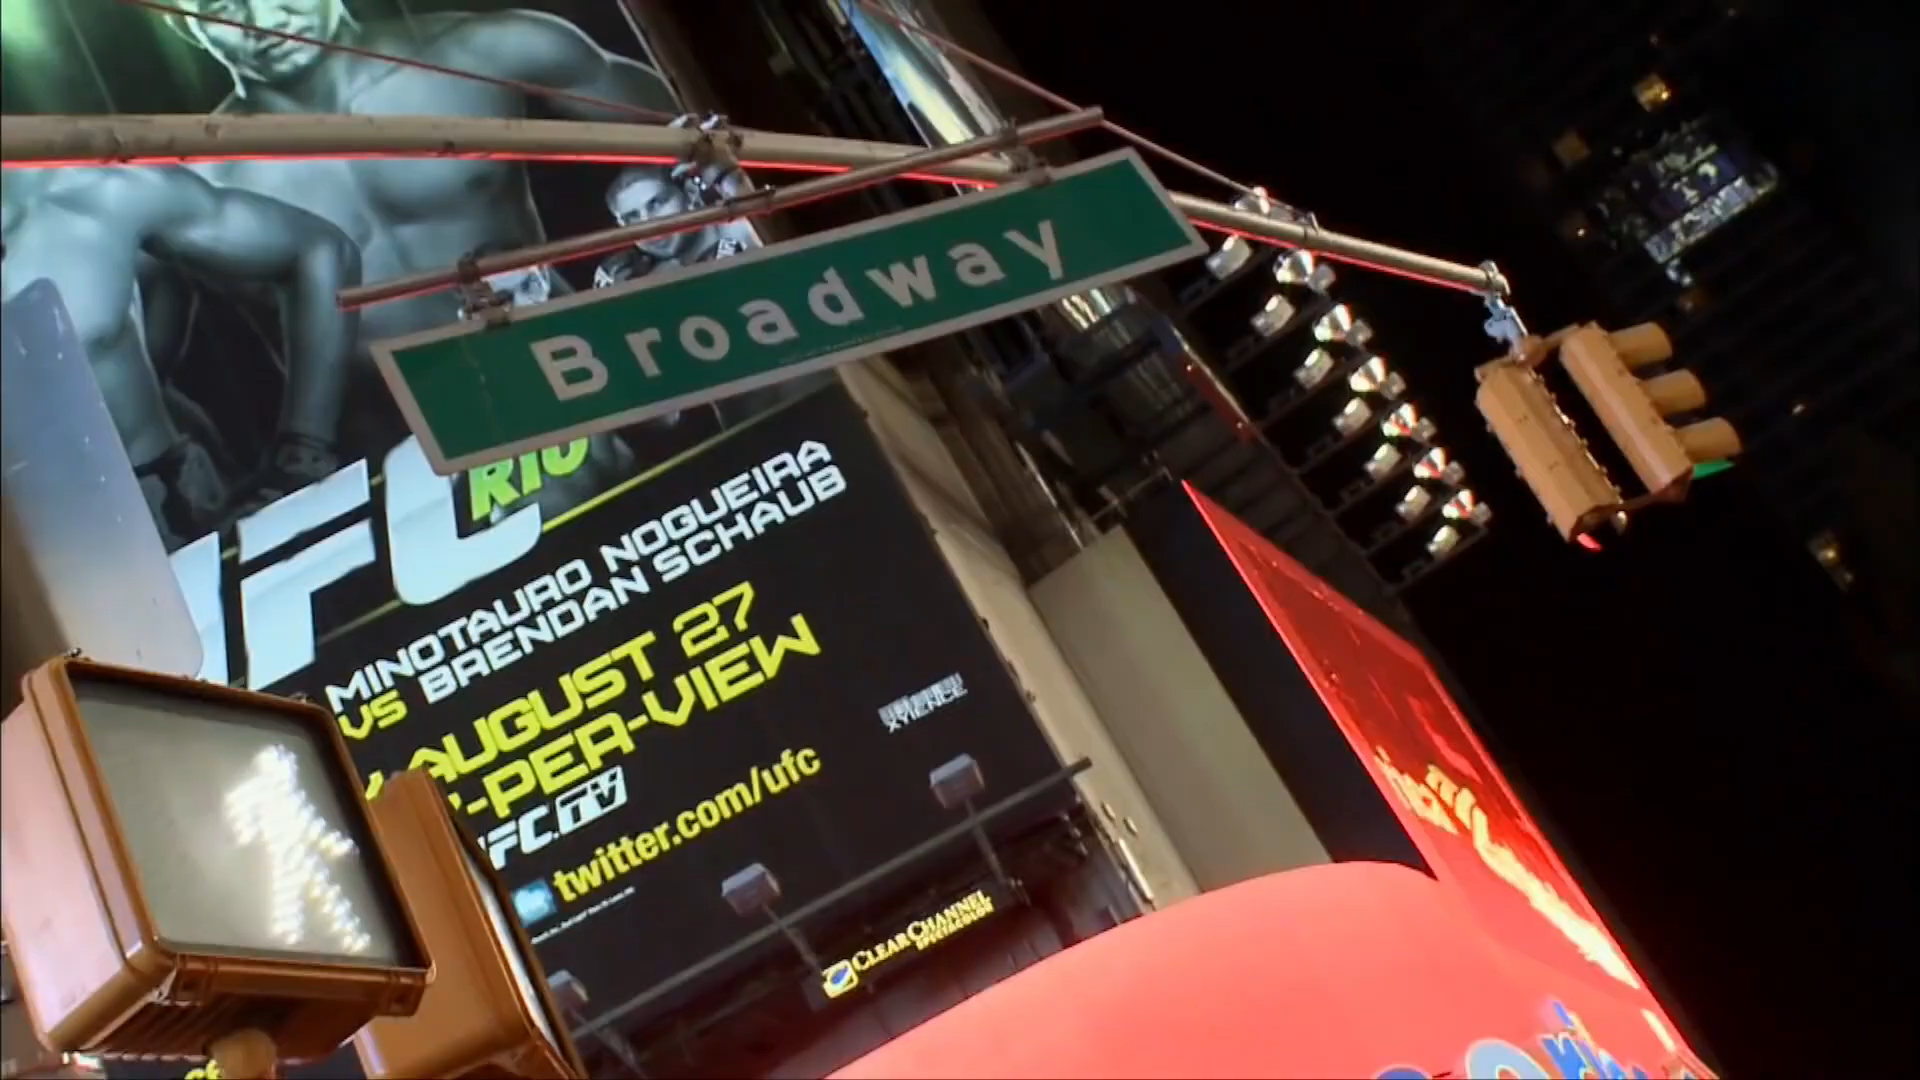 Broadway
UFC
RIO
MINOTAURO NOGUEIRA
VS BRENDAN SCHAUB
AUGUST 27
-PER-VIEW
UFC.TV
twitter.com/ufc
XYIENCE
CLEAR CHANNEL
SPECTACOLOR